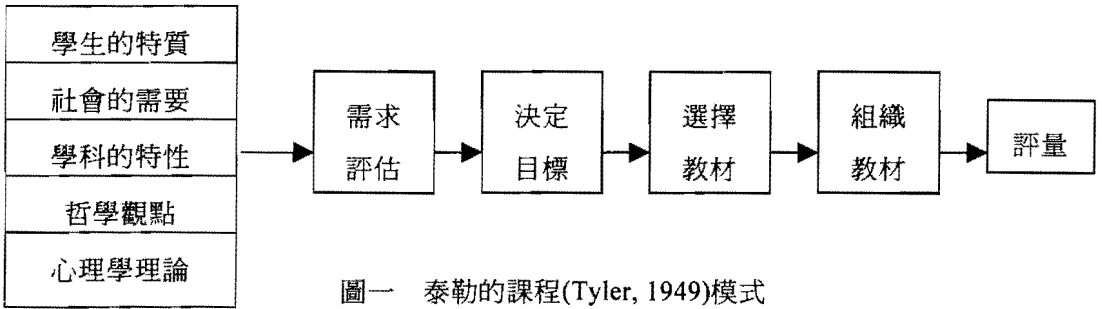 學生的特質
社會的需要
學科的特性
哲學觀點
心理學理論
需求
評估
決定
目標
選擇
教材
組織
教材
評量
圖一 泰勒的課程(Tyler, 1949)模式